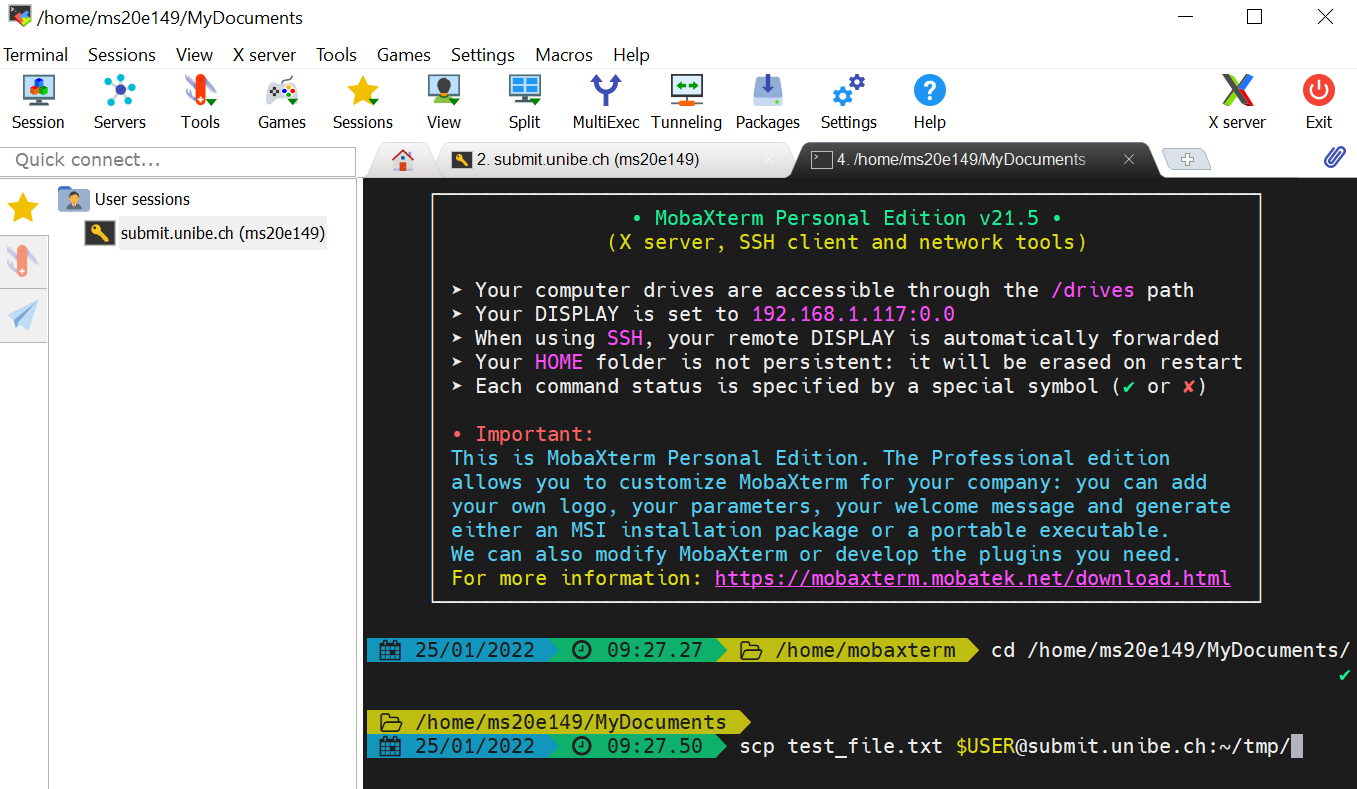 /home/ms20e149/MyDocuments
Terminal Sessions View X server Tools Games Settings Macros Help
Session Servers Tools Games Sessions View Split MultiExec Tunneling Packages Settings Help X server Exit
Quick connect... 2. submit.unibe.ch (ms20e149) 4. /home/ms20e149/MyDocuments
User sessions
submit.unibe.ch (ms20e149)
• MobaXterm Personal Edition v21.5 •
(X server, SSH client and network tools)
➤ Your computer drives are accessible through the /drives path
➤ Your DISPLAY is set to 192.168.1.117:0.0
➤ When using SSH, your remote DISPLAY is automatically forwarded
➤ Your HOME folder is not persistent: it will be erased on restart
➤ Each command status is specified by a special symbol (✔ or ✘)
• Important:
This is MobaXterm Personal Edition. The Professional edition
allows you to customize MobaXterm for your company: you can add
your own logo, your parameters, your welcome message and generate
either an MSI installation package or a portable executable.
We can also modify MobaXterm or develop the plugins you need.
For more information: https://mobaxterm.mobatek.net/download.html
25/01/2022 09:27.27 /home/mobaxterm cd /home/ms20e149/MyDocuments/
✔
/home/ms20e149/MyDocuments
25/01/2022 09:27.50 scp test_file.txt $USER@submit.unibe.ch:~/tmp/